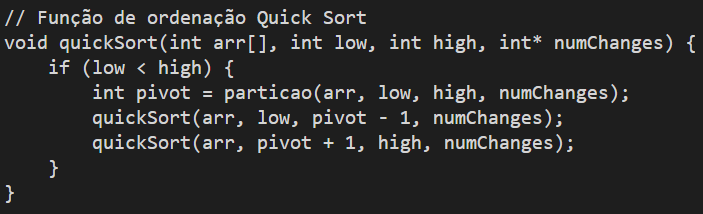 // Função de ordenação Quick Sort
void quickSort(int arr[], int low, int high, int* numChanges) {
    if (low < high) {
        int pivot = particao(arr, low, high, numChanges);
        quickSort(arr, low, pivot - 1, numChanges);
        quickSort(arr, pivot + 1, high, numChanges);
    }
}